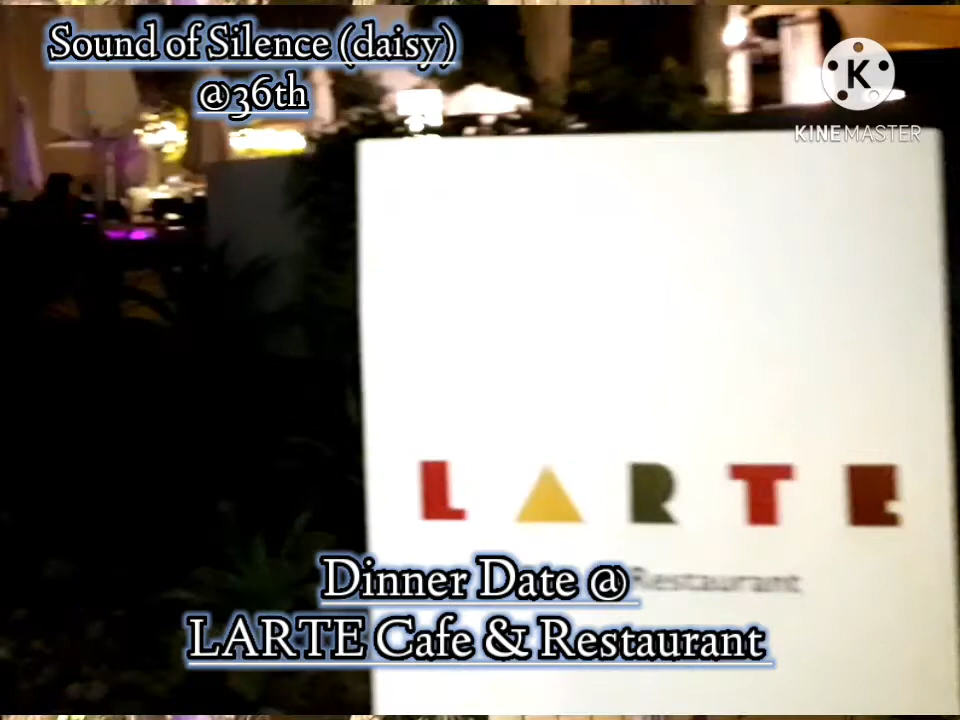 Sound of Silence (daisy)
@36th
K
KINEMASTER
LARTE
Restaurant
Dinner Date @
LARTE Cafe & Restaurant